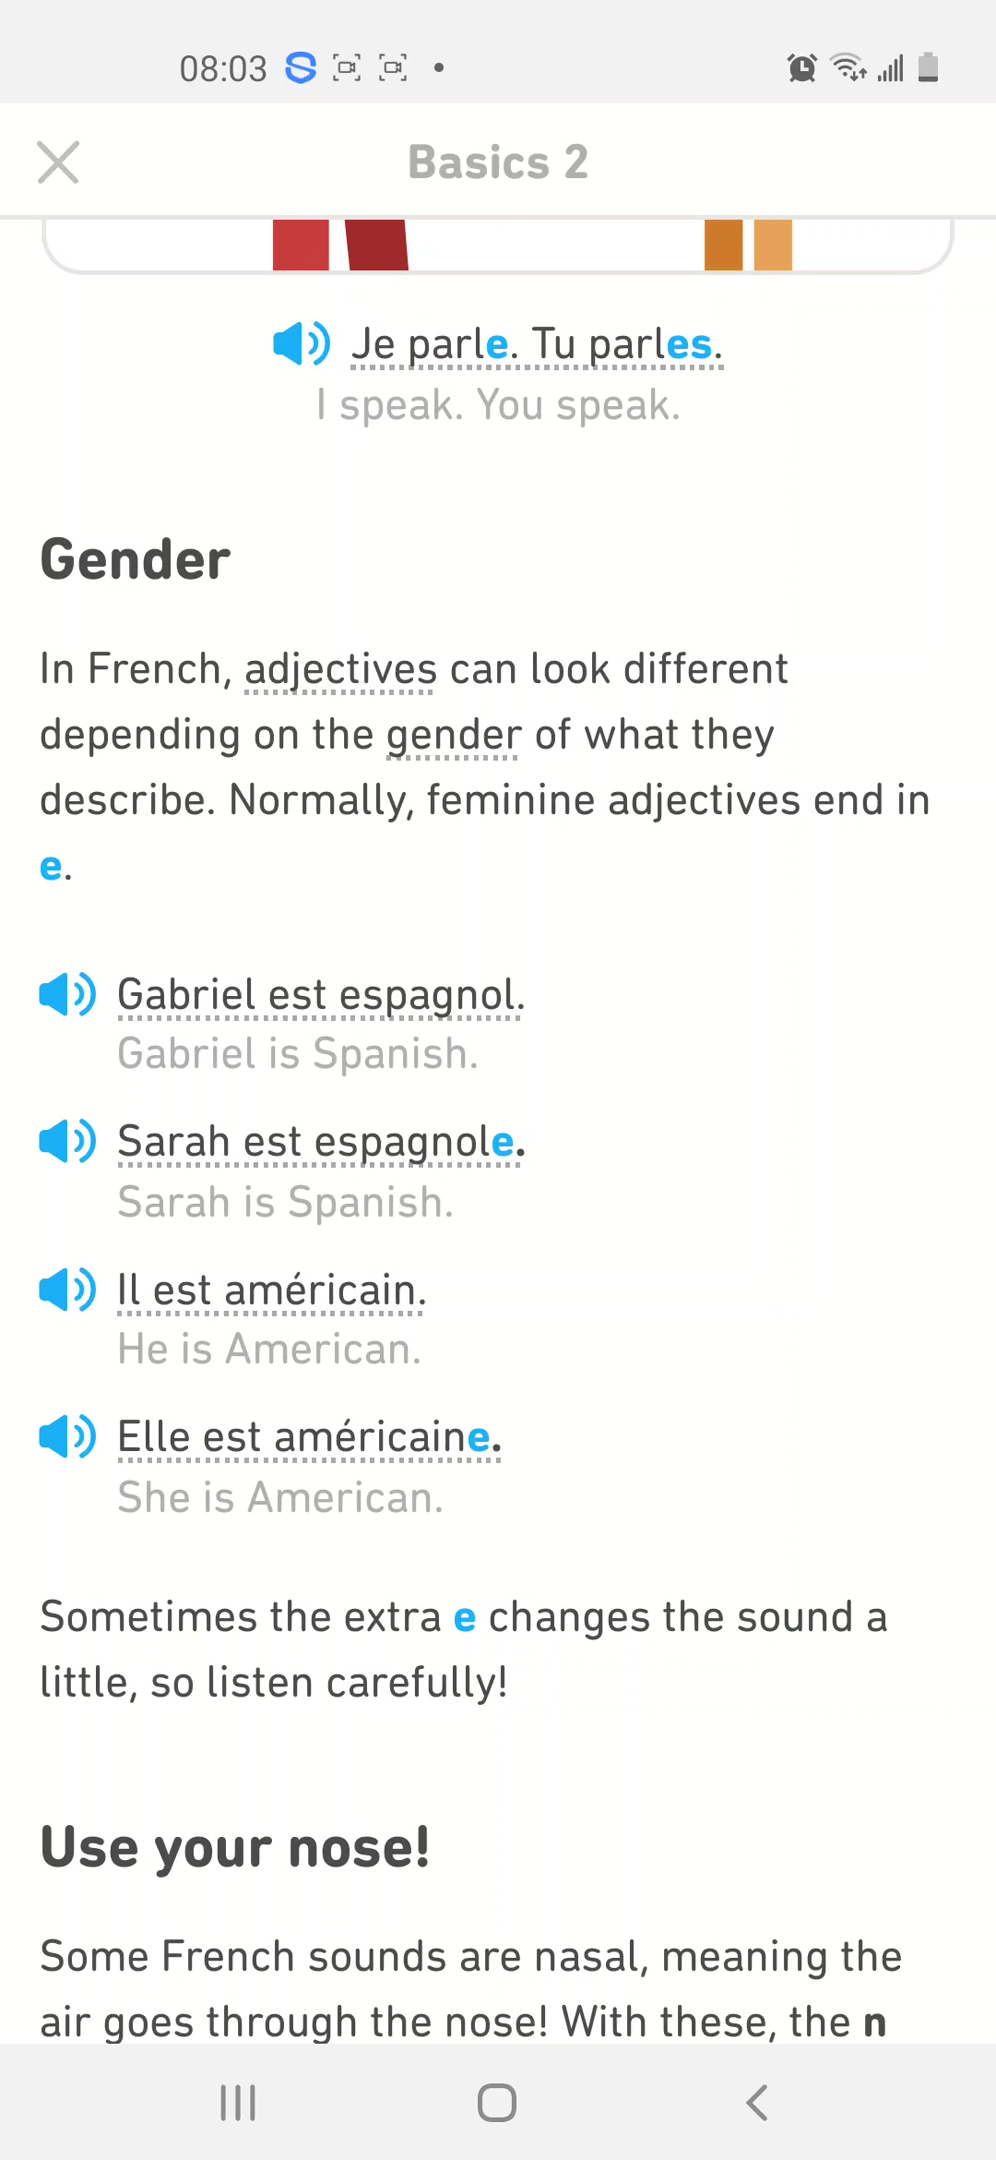 08:03
Basics 2
Je parle. Tu parles.
I speak. You speak.
Gender
In French, adjectives can look different
depending on the gender of what they
describe. Normally, feminine adjectives end in
e.
Gabriel est espagnol.
Gabriel is Spanish.
Sarah est espagnole.
Sarah is Spanish.
Il est américain.
He is American.
Elle est américaine.
She is American.
Sometimes the extra e changes the sound a
little, so listen carefully!
Use your nose!
Some French sounds are nasal, meaning the
air goes through the nose! With these, the n